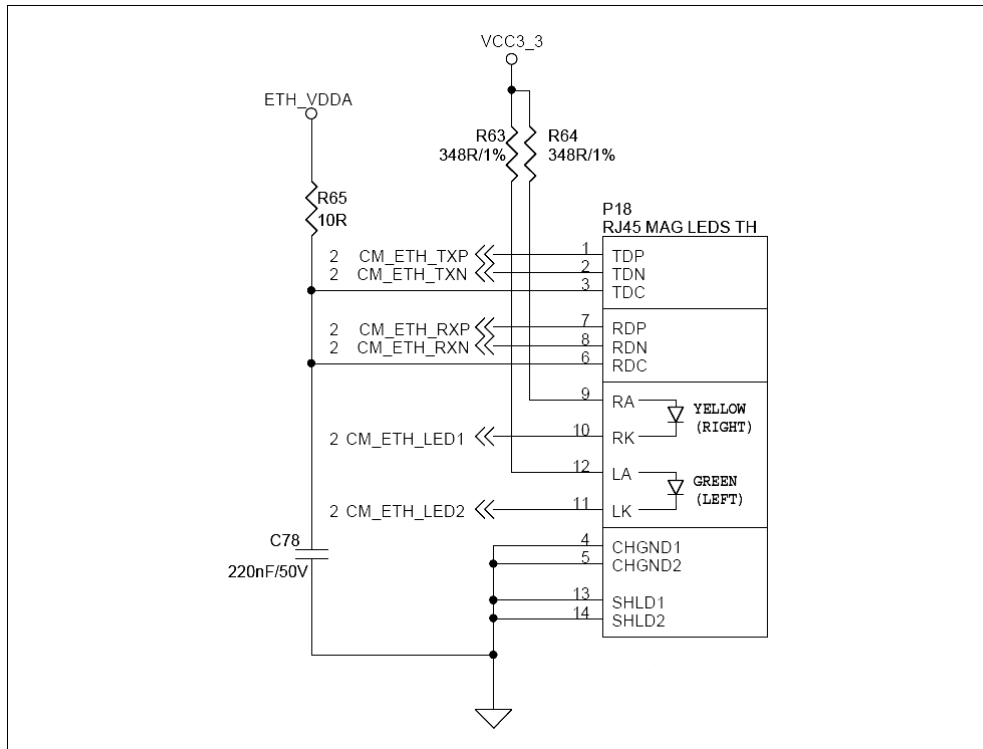 VCC3_3
ETH_VDDA
R63 R64
348R/1% 348R/1%
R65
10R
P18
RJ45 MAG LEDS TH
2 CM_ETH_TXP 1 TDP
2 CM_ETH_TXN 2 TDN
3 TDC
2 CM_ETH_RXP 7 RDP
2 CM_ETH_RXN 8 RDN
6 RDC
9 RA
YELLOW
(RIGHT)
2 CM_ETH_LED1 10 RK
12 LA
GREEN
(LEFT)
2 CM_ETH_LED2 11 LK
C78
220nF/50V
4 CHGND1
5 CHGND2
13 SHLD1
14 SHLD2